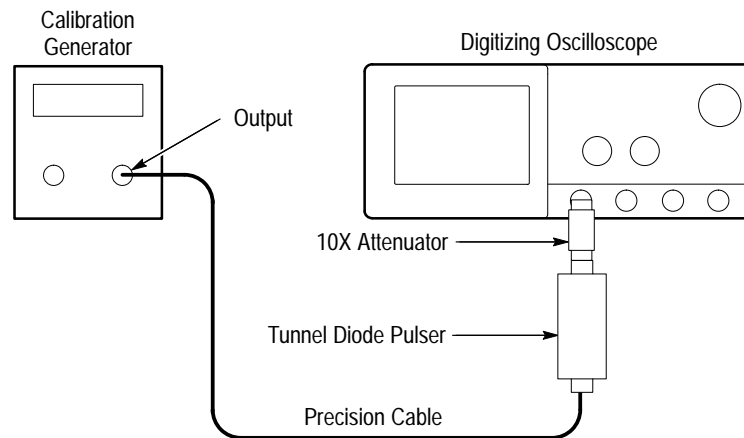 Calibration
Generator
Digitizing Oscilloscope
Output
10X Attenuator
Tunnel Diode Pulser
Precision Cable